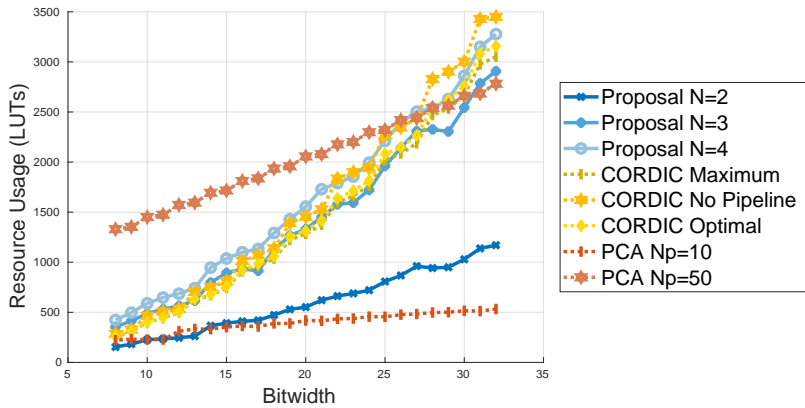 3500
3000
2500
2000
1500
1000
500
0
Resource Usage (LUTs)
5
10
15
20
25
30
35
Bitwidth
Proposal N=2
Proposal N=3
Proposal N=4
CORDIC Maximum
CORDIC No Pipeline
CORDIC Optimal
PCA Np=10
PCA Np=50